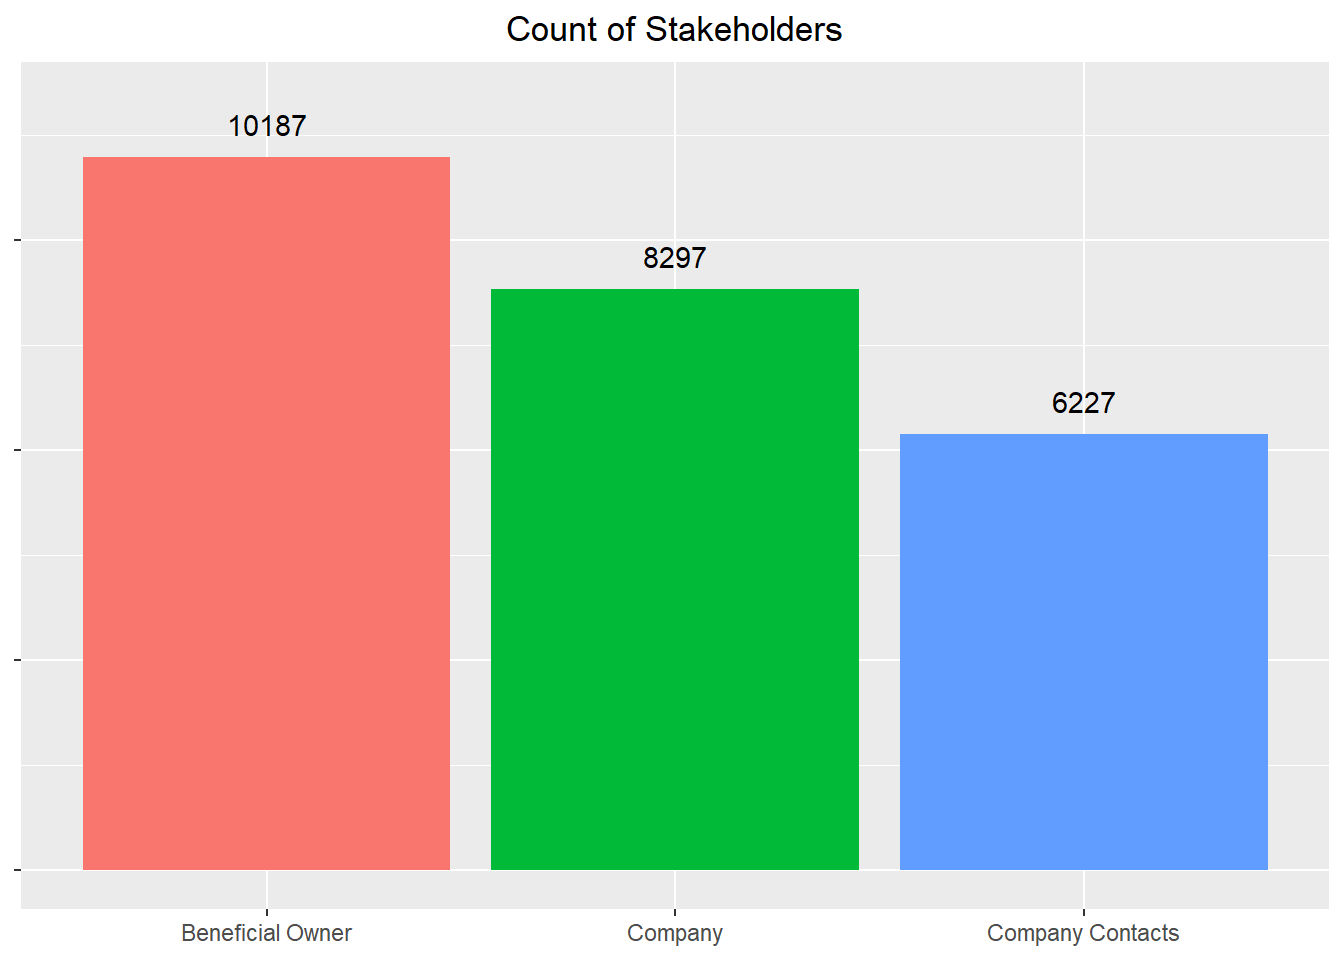 Count of Stakeholders
10187
8297
6227
Beneficial Owner
Company
Company Contacts